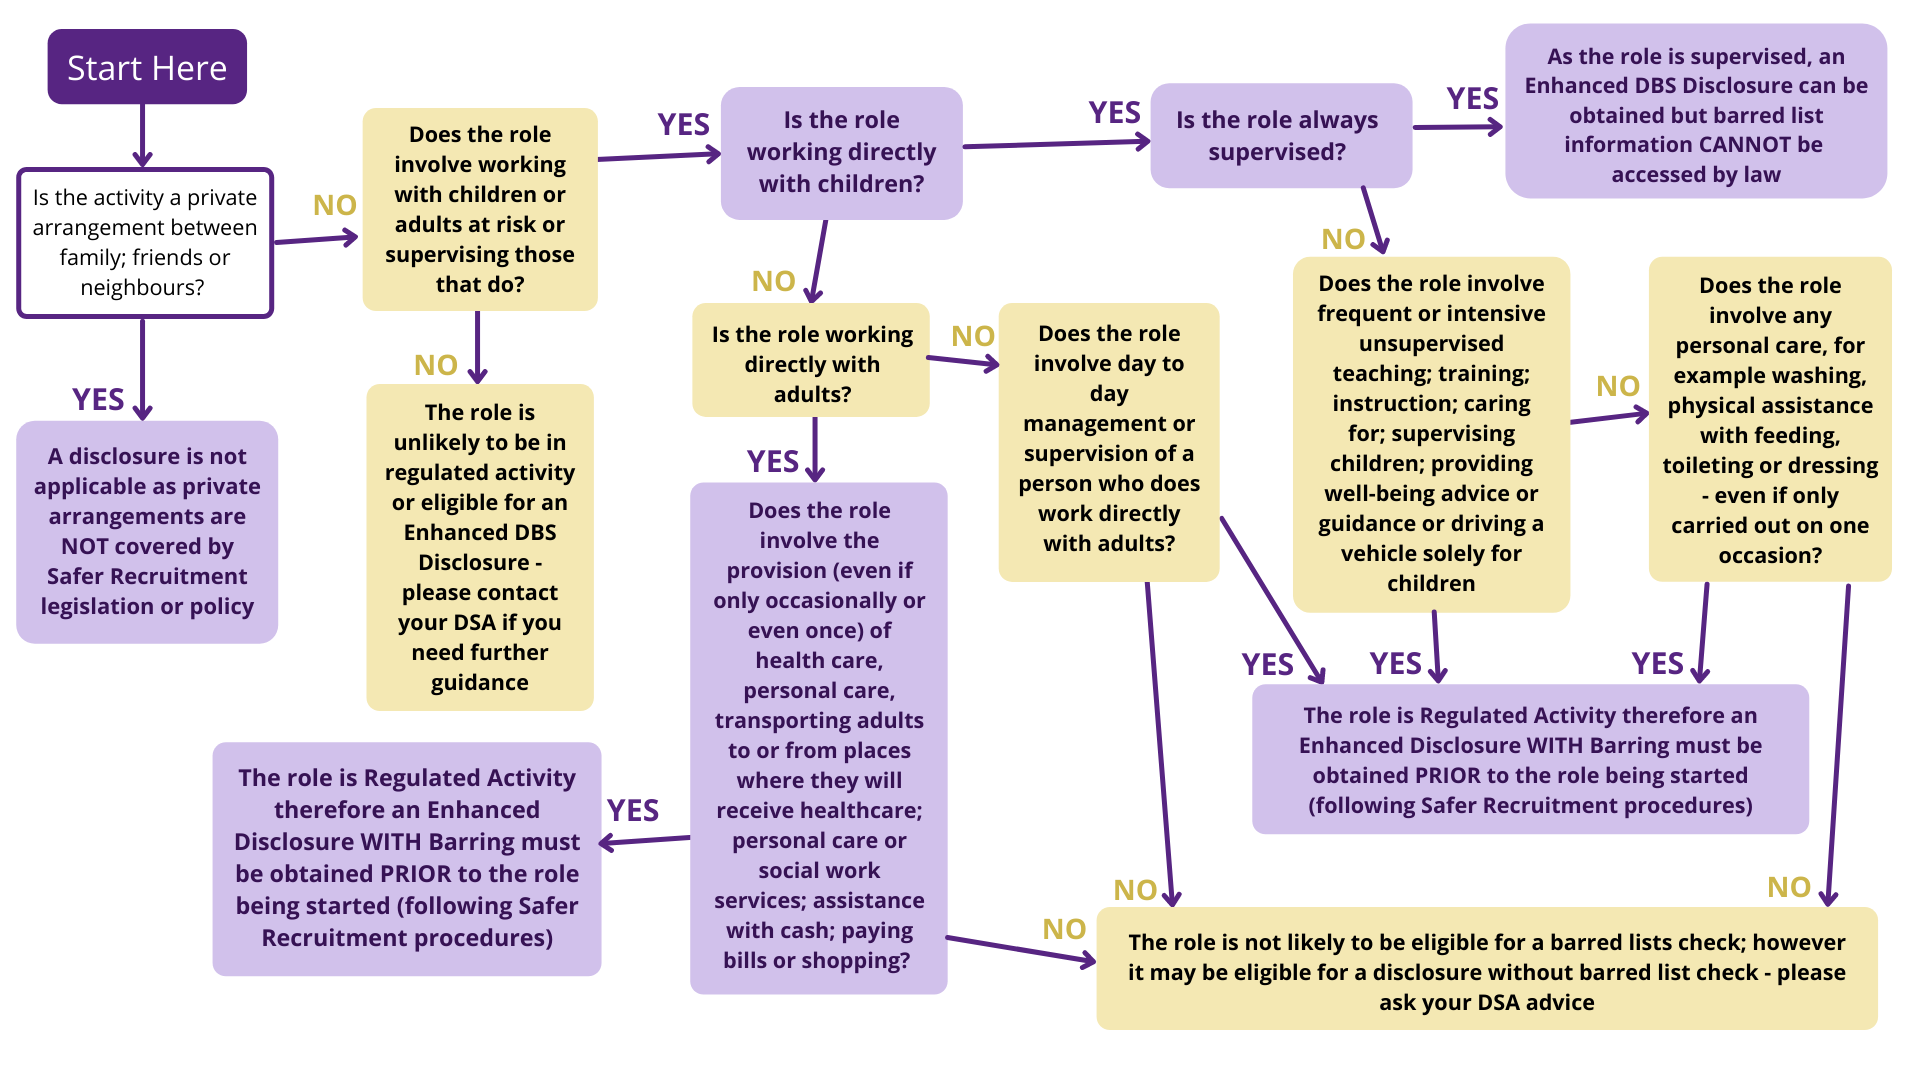 Start Here
Is the activity a private
arrangement between
family; friends or
neighbours?
YES
A disclosure is not
applicable as private
arrangements are
NOT covered by
Safer Recruitment
legislation or policy
NO
Does the role
involve working
with children or
adults at risk or
supervising those
that do?
NO
The role is
unlikely to be in
regulated activity
or eligible for an
Enhanced DBS
Disclosure -
please contact
your DSA if you
need further
guidance
YES
Is the role
working directly
with children?
YES
Is the role always
supervised?
YES
As the role is supervised, an
Enhanced DBS Disclosure can be
obtained but barred list
information CANNOT be
accessed by law
NO
Is the role working
directly with
adults?
NO
Does the role
involve day to
day
management or
supervision of a
person who does
work directly
with adults?
NO
Does the role involve
frequent or intensive
unsupervised
teaching; training;
instruction; caring
for; supervising
children; providing
well-being advice or
guidance or driving a
vehicle solely for
children
NO
Does the role
involve any
personal care, for
example washing,
physical assistance
with feeding,
toileting or dressing
- even if only
carried out on one
occasion?
YES
Does the role
involve the
provision (even if
only occasionally or
even once) of
health care,
personal care,
transporting adults
to or from places
where they will
receive healthcare;
personal care or
social work
services; assistance
with cash; paying
bills or shopping?
YES
The role is Regulated Activity
therefore an Enhanced
Disclosure WITH Barring must
be obtained PRIOR to the role
being started (following Safer
Recruitment procedures)
YES
YES
YES
The role is Regulated Activity therefore an
Enhanced Disclosure WITH Barring must be
obtained PRIOR to the role being started
(following Safer Recruitment procedures)
NO
NO
NO
The role is not likely to be eligible for a barred lists check; however
it may be eligible for a disclosure without barred list check - please
ask your DSA advice